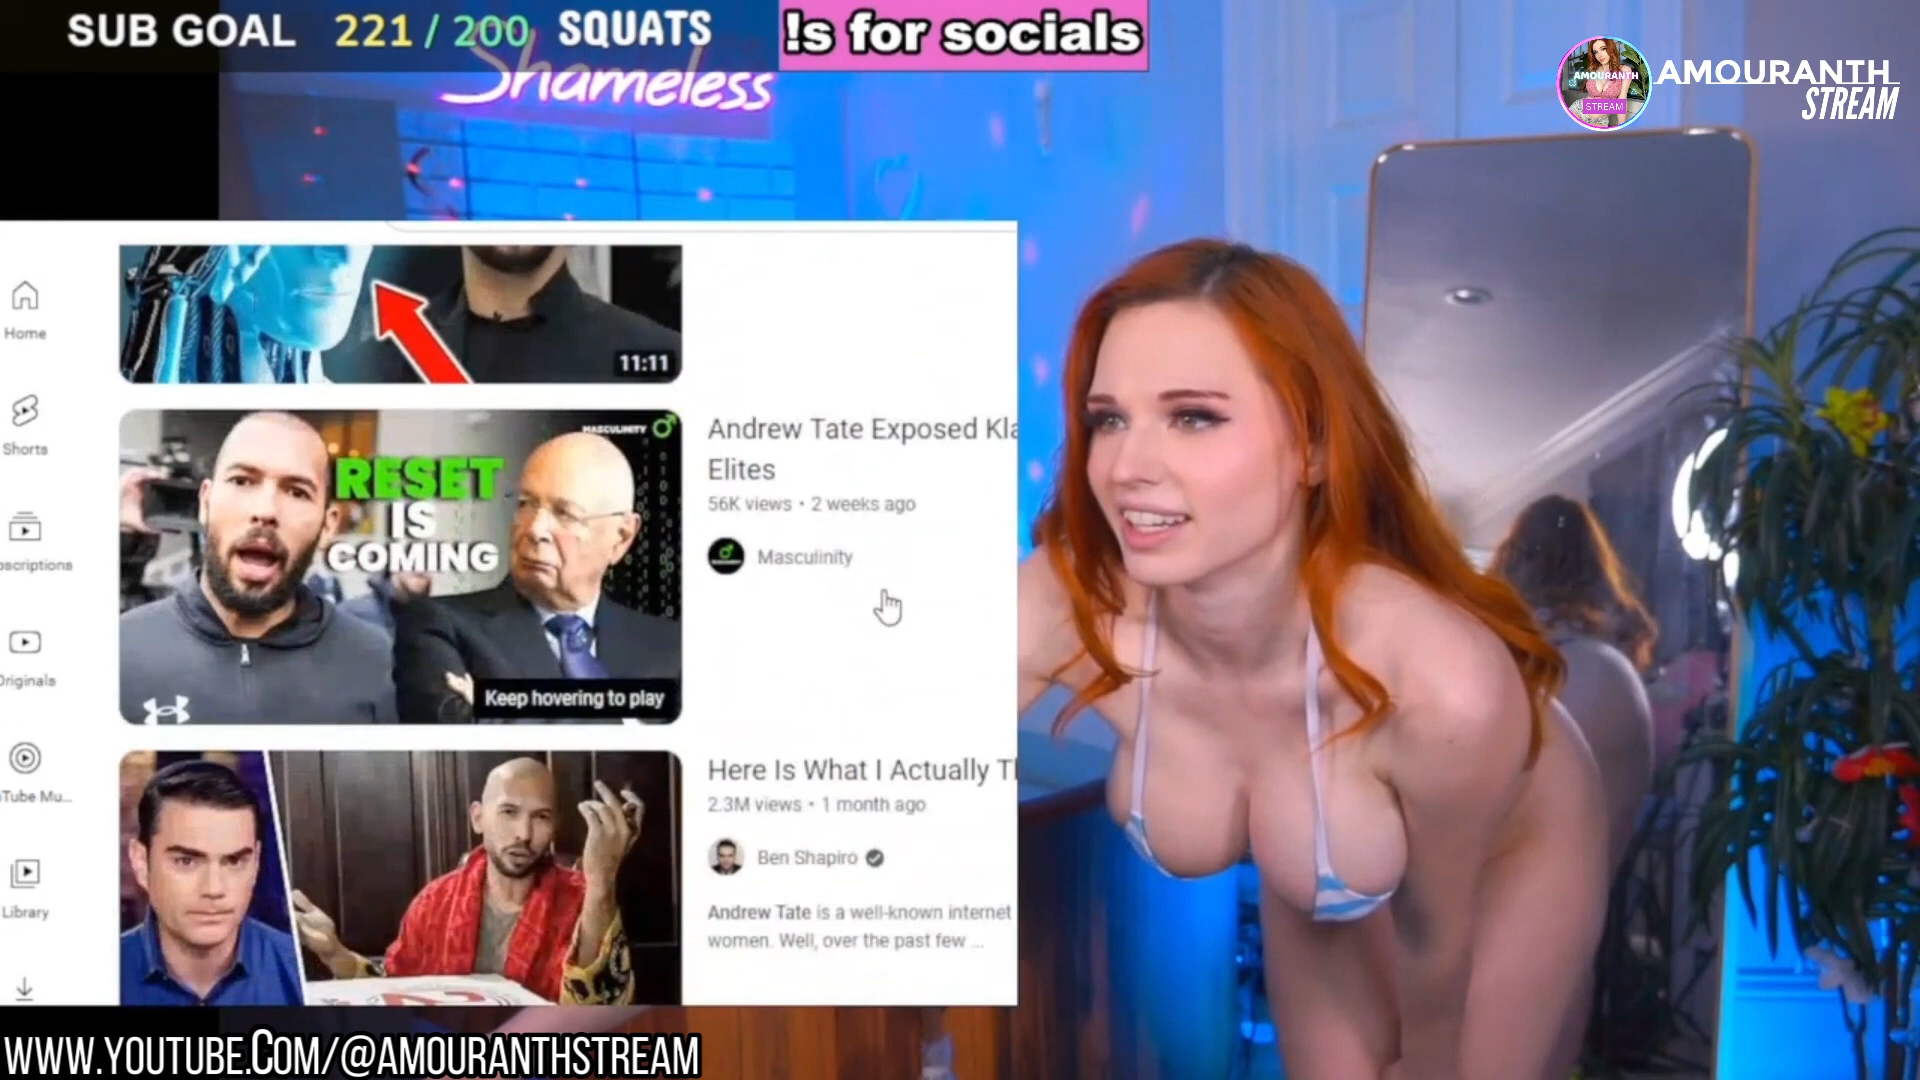 SUB GOAL 221 / 200 SQUATS
!s for socials
Shameless
AMOURANTH
STREAM
AMOURANTH
STREAM
Home
Shorts
oscriptions
Originals
Tube Mu...
Library
11:11
MASCULINITY
RESET
IS
COMING
Keep hovering to play
Andrew Tate Exposed Kla
Elites
56K views • 2 weeks ago
Masculinity
Here Is What I Actually Th
2.3M views • 1 month ago
Ben Shapiro
Andrew Tate is a well-known internet
women. Well, over the past few ...
WWW.YOUTUBE.COM/@AMOURANTHSTREAM